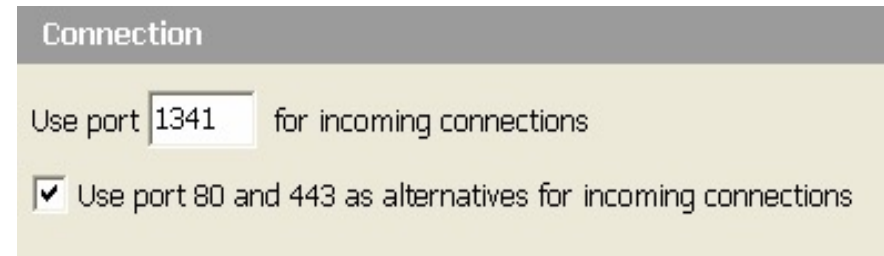 Connection
Use port 1341 for incoming connections
Use port 80 and 443 as alternatives for incoming connections